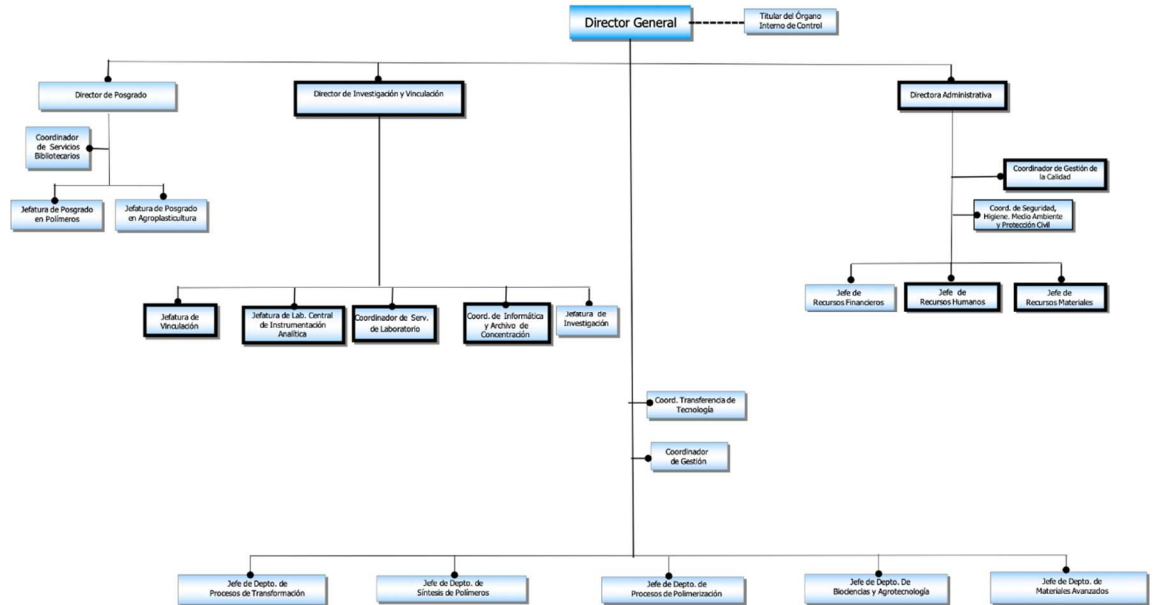 Director General
Titular del Órgano
Interno de Control
Director de Posgrado
Director de Investigación y Vinculación
Directora Administrativa
Coordinador
de Servicios
Bibliotecarios
Jefatura de Posgrado
en Polímeros
Jefatura de Posgrado
en Agroplasticultura
Coordinador de Gestión de
la Calidad
Coord. de Seguridad,
Higiene. Medio Ambiente
y Protección Civil
Jefe de
Recursos Financieros
Jefe de
Recursos Humanos
Jefe de
Recursos Materiales
Jefatura de
Vinculación
Jefatura de Lab. Central
de Instrumentación
Analítica
Coordinador de Serv.
de Laboratorio
Coord. de Informática
y Archivo de
Concentración
Jefatura de
Investigación
Coord. Transferencia de
Tecnología
Coordinador
de Gestión
Jefe de Depto. de
Procesos de Transformación
Jefe de Depto. de
Síntesis de Polímeros
Jefe de Depto. de
Procesos de Polimerización
Jefe de Depto. De
Biociencias y Agrotecnología
Jefe de Depto. de
Materiales Avanzados